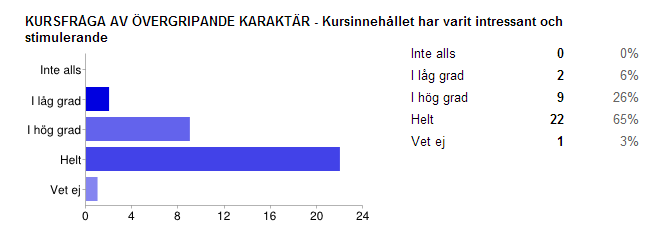 KURSFRÅGA AV ÖVERGRIPANDE KARAKTÄR - Kursinnehållet har varit intressant och
stimulerande
Inte alls
I låg grad
I hög grad
Helt
Vet ej
0 4 8 12 16 20 24
Inte alls 0 0%
I låg grad 2 6%
I hög grad 9 26%
Helt 22 65%
Vet ej 1 3%